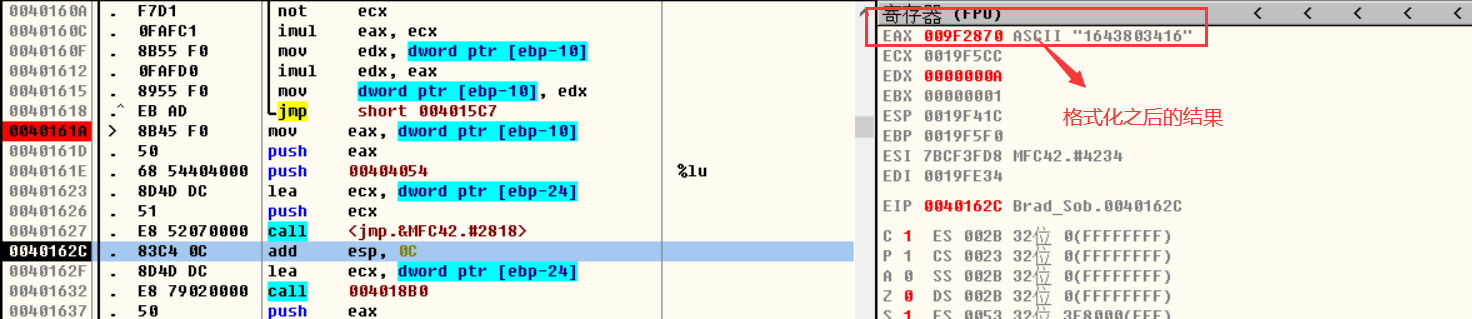 0040160A . F7D1 not ecx
0040160C . 0FAFC1 imul eax, ecx
0040160F . 8B55 F0 mov edx, dword ptr [ebp-10]
00401612 . 0FAFD0 imul edx, eax
00401615 . 8955 F0 mov dword ptr [ebp-10], edx
00401618 .^ EB AD jmp short 004015C7
0040161A > 8B45 F0 mov eax, dword ptr [ebp-10]
0040161D . 50 push eax
0040161E . 68 54404000 push 00404054 %lu
00401623 . 8D4D DC lea ecx, dword ptr [ebp-24]
00401626 . 51 push ecx
00401627 . E8 52070000 call <jmp.&MFC42.#2818>
0040162C . 83C4 0C add esp, 0C
0040162F . 8D4D DC lea ecx, dword ptr [ebp-24]
00401632 . E8 79020000 call 004018B0
00401637 . 50 push eax
寄存器 (FPU) < < < < <
EAX 009F2870 ASCII "1643803416"
ECX 0019F5CC
EDX 0000000A
EBX 00000001
ESP 0019F41C
EBP 0019F5F0
ESI 7BCF3FD8 MFC42.#4234
EDI 0019FE34
EIP 0040162C Brad_Sob.0040162C
C 1 ES 002B 32位 0(FFFFFFFF)
P 1 CS 0023 32位 0(FFFFFFFF)
A 0 SS 002B 32位 0(FFFFFFFF)
Z 0 DS 002B 32位 0(FFFFFFFF)
S 1 FS 0053 32位 3E8000(FFF)
格式化之后的结果